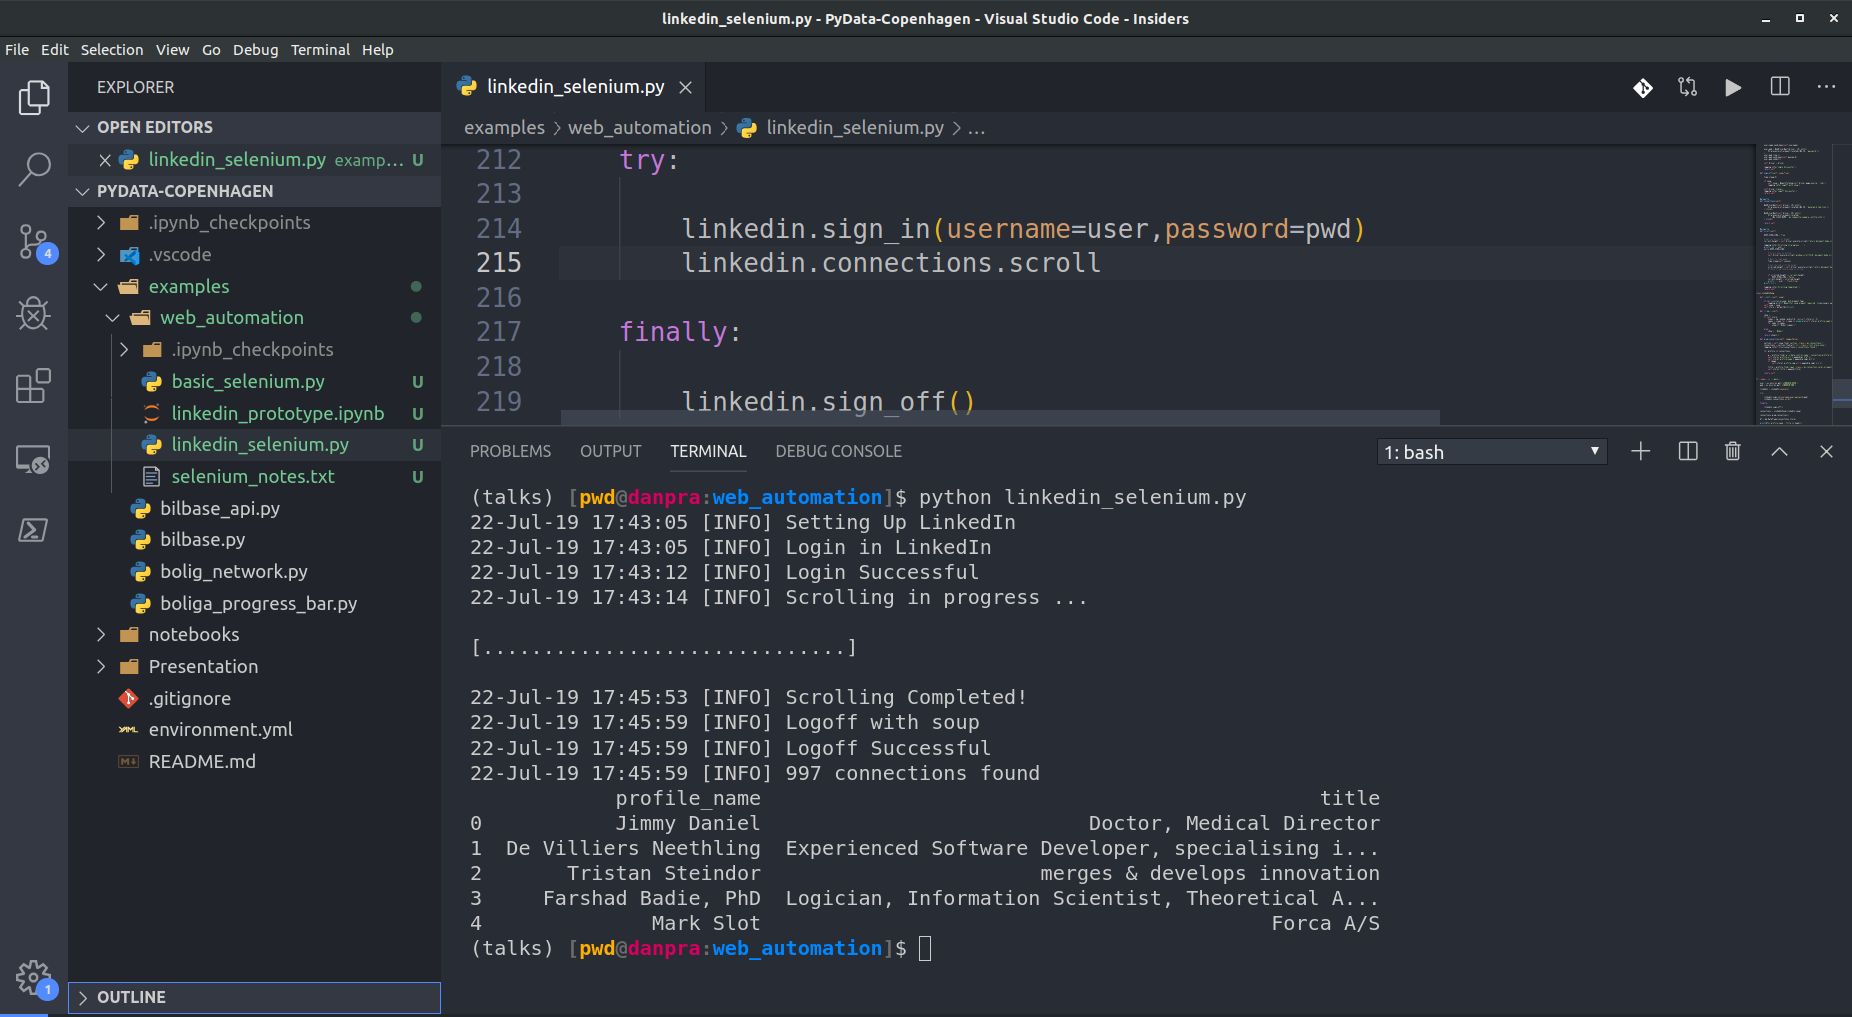 linkedin_selenium.py - PyData-Copenhagen - Visual Studio Code - Insiders
File Edit Selection View Go Debug Terminal Help
EXPLORER
OPEN EDITORS
linkedin_selenium.py examp... U
PYDATA-COPENHAGEN
.ipynb_checkpoints
.vscode
examples
web_automation
.ipynb_checkpoints
basic_selenium.py U
linkedin_prototype.ipynb U
linkedin_selenium.py U
selenium_notes.txt U
bilbase_api.py
bilbase.py
bolig_network.py
boliga_progress_bar.py
notebooks
Presentation
.gitignore
YAML environment.yml
M↓ README.md
OUTLINE
4
1
linkedin_selenium.py
examples > web_automation > linkedin_selenium.py > ...
212 try:
213
214 linkedin.sign_in(username=user,password=pwd)
215 linkedin.connections.scroll
216
217 finally:
218
219 linkedin.sign_off()
PROBLEMS OUTPUT TERMINAL DEBUG CONSOLE 1: bash
(talks) [pwd@danpra:web_automation]$ python linkedin_selenium.py
22-Jul-19 17:43:05 [INFO] Setting Up LinkedIn
22-Jul-19 17:43:05 [INFO] Login in LinkedIn
22-Jul-19 17:43:12 [INFO] Login Successful
22-Jul-19 17:43:14 [INFO] Scrolling in progress ...
[..............................]
22-Jul-19 17:45:53 [INFO] Scrolling Completed!
22-Jul-19 17:45:59 [INFO] Logoff with soup
22-Jul-19 17:45:59 [INFO] Logoff Successful
22-Jul-19 17:45:59 [INFO] 997 connections found
profile_name title
0 Jimmy Daniel Doctor, Medical Director
1 De Villiers Neethling Experienced Software Developer, specialising i...
2 Tristan Steindor merges & develops innovation
3 Farshad Badie, PhD Logician, Information Scientist, Theoretical A...
4 Mark Slot Forca A/S
(talks) [pwd@danpra:web_automation]$